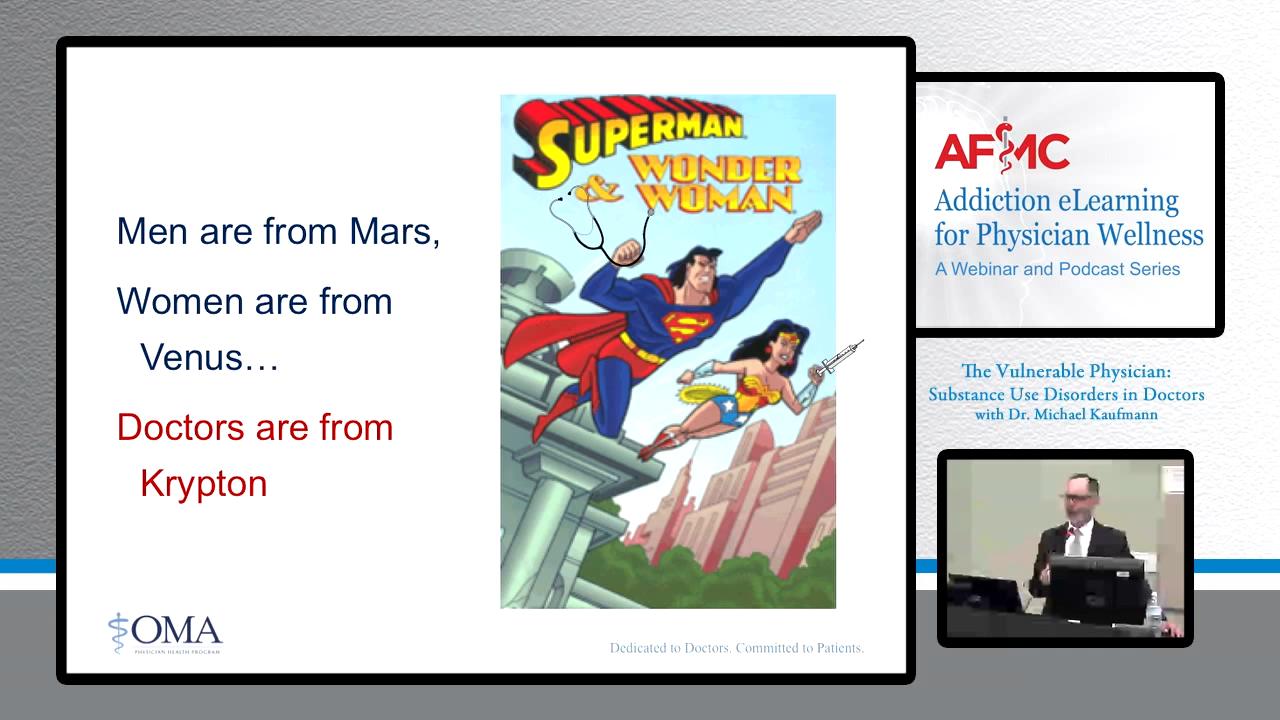 Men are from Mars,
Women are from
Venus…
Doctors are from
Krypton
SUPERMAN
& WONDER
WOMAN
OMA
PHYSICIAN HEALTH PROGRAM
Dedicated to Doctors. Committed to Patients.
AFMC
Addiction eLearning
for Physician Wellness
A Webinar and Podcast Series
The Vulnerable Physician:
Substance Use Disorders in Doctors
with Dr. Michael Kaufmann